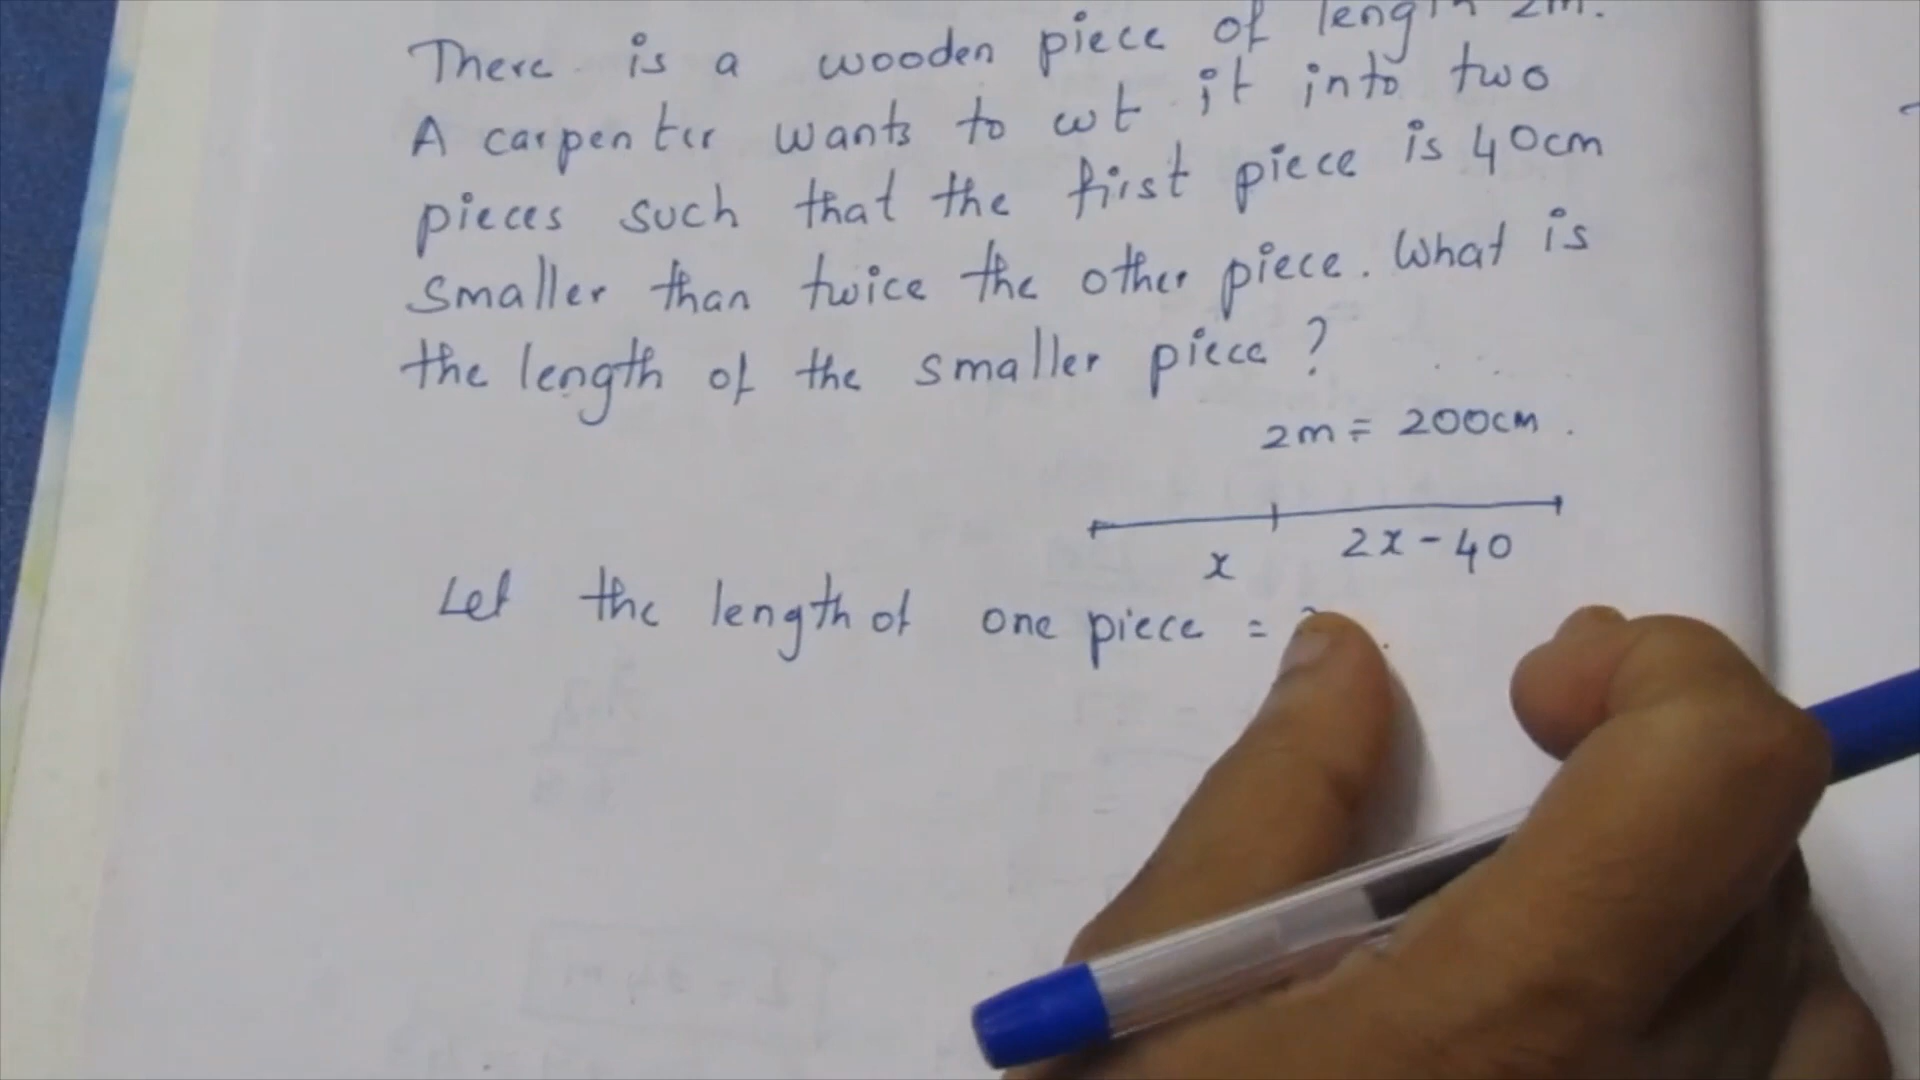 There is a wooden piece of length 2m.
A carpenter wants to cut it into two
pieces such that the first piece is 40cm
smaller than twice the other piece. What is
the length of the smaller piece ?
2m = 200cm.
x 2x - 40
Let the length of one piece =